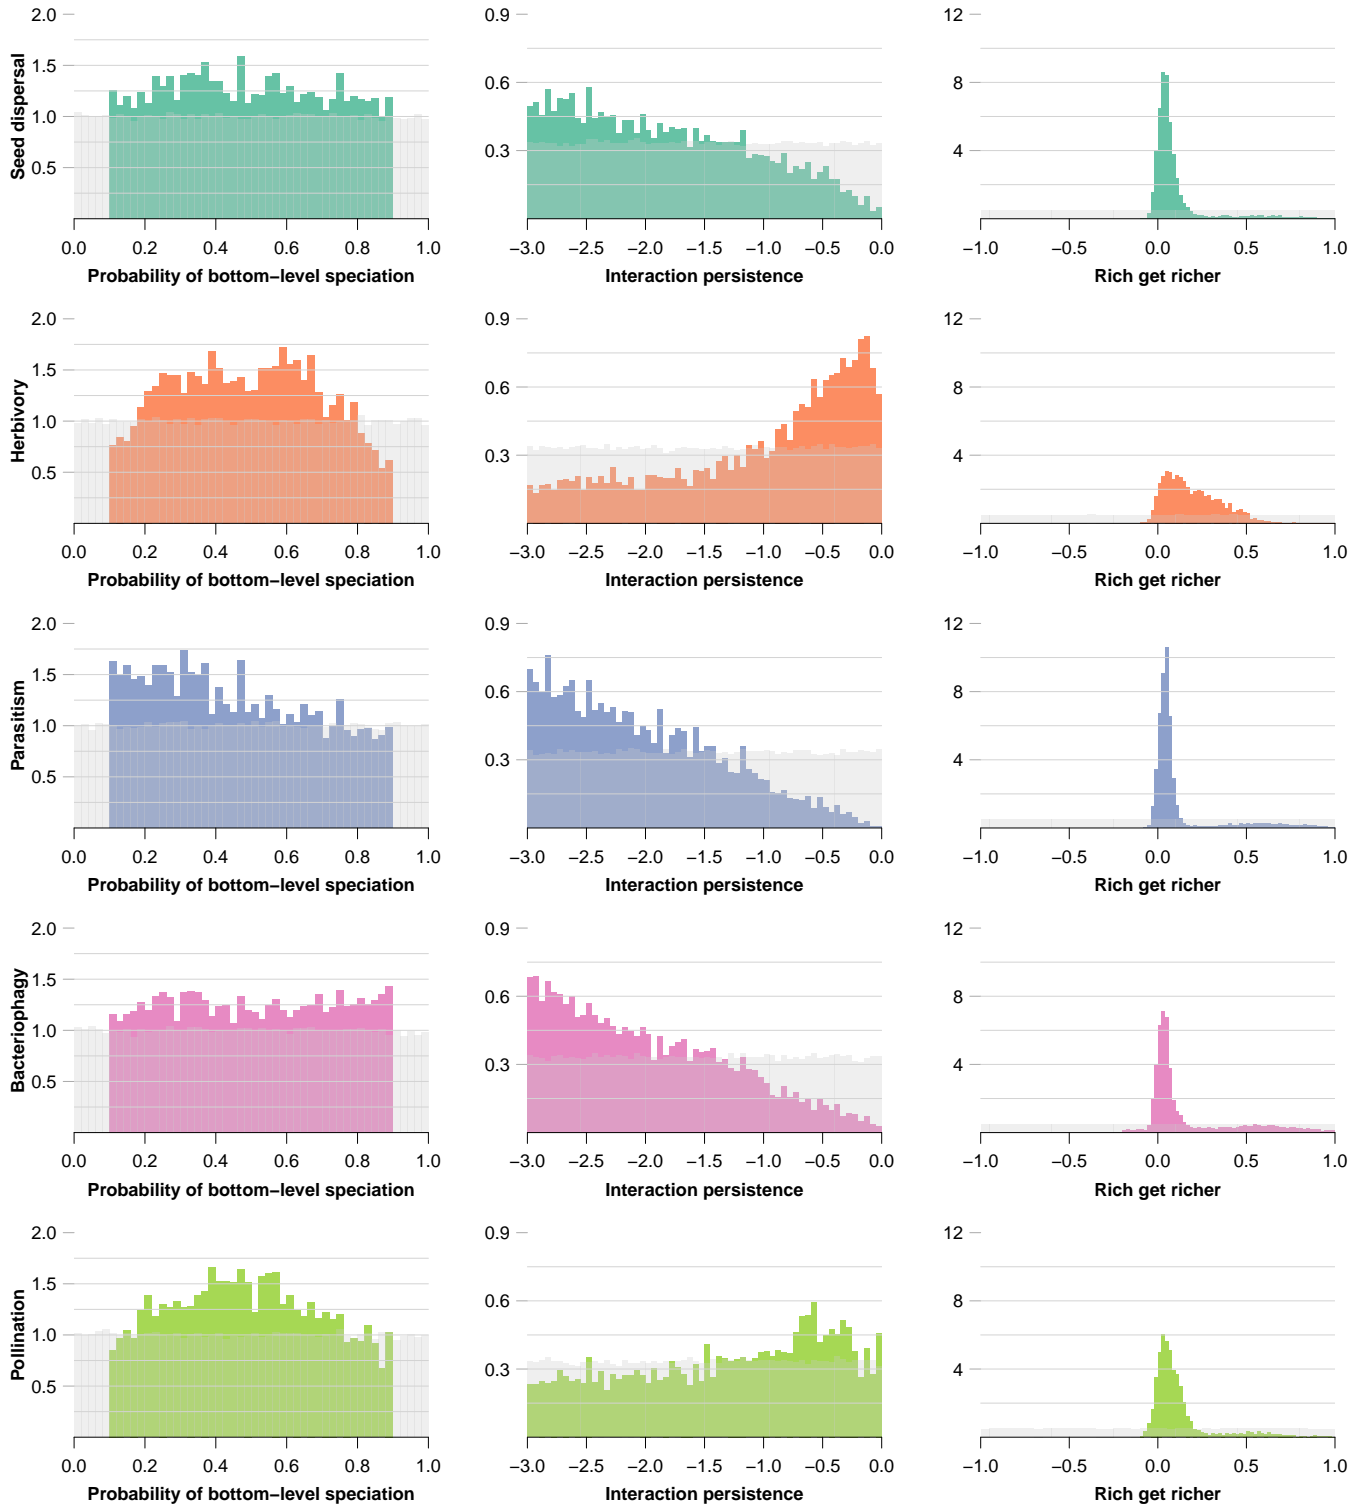 2.0 0.9 12
1.5 0.6 8
1.0 0.3 4
0.5
Seed dispersal
0.0 0.2 0.4 0.6 0.8 1.0 −3.0 −2.5 −2.0 −1.5 −1.0 −0.5 0.0 −1.0 −0.5 0.0 0.5 1.0
Probability of bottom−level speciation Interaction persistence Rich get richer
2.0 0.9 12
1.5 0.6 8
1.0 0.3 4
0.5
Herbivory
0.0 0.2 0.4 0.6 0.8 1.0 −3.0 −2.5 −2.0 −1.5 −1.0 −0.5 0.0 −1.0 −0.5 0.0 0.5 1.0
Probability of bottom−level speciation Interaction persistence Rich get richer
2.0 0.9 12
1.5 0.6 8
1.0 0.3 4
0.5
Parasitism
0.0 0.2 0.4 0.6 0.8 1.0 −3.0 −2.5 −2.0 −1.5 −1.0 −0.5 0.0 −1.0 −0.5 0.0 0.5 1.0
Probability of bottom−level speciation Interaction persistence Rich get richer
2.0 0.9 12
1.5 0.6 8
1.0 0.3 4
0.5
Bacteriophagy
0.0 0.2 0.4 0.6 0.8 1.0 −3.0 −2.5 −2.0 −1.5 −1.0 −0.5 0.0 −1.0 −0.5 0.0 0.5 1.0
Probability of bottom−level speciation Interaction persistence Rich get richer
2.0 0.9 12
1.5 0.6 8
1.0 0.3 4
0.5
Pollination
0.0 0.2 0.4 0.6 0.8 1.0 −3.0 −2.5 −2.0 −1.5 −1.0 −0.5 0.0 −1.0 −0.5 0.0 0.5 1.0
Probability of bottom−level speciation Interaction persistence Rich get richer